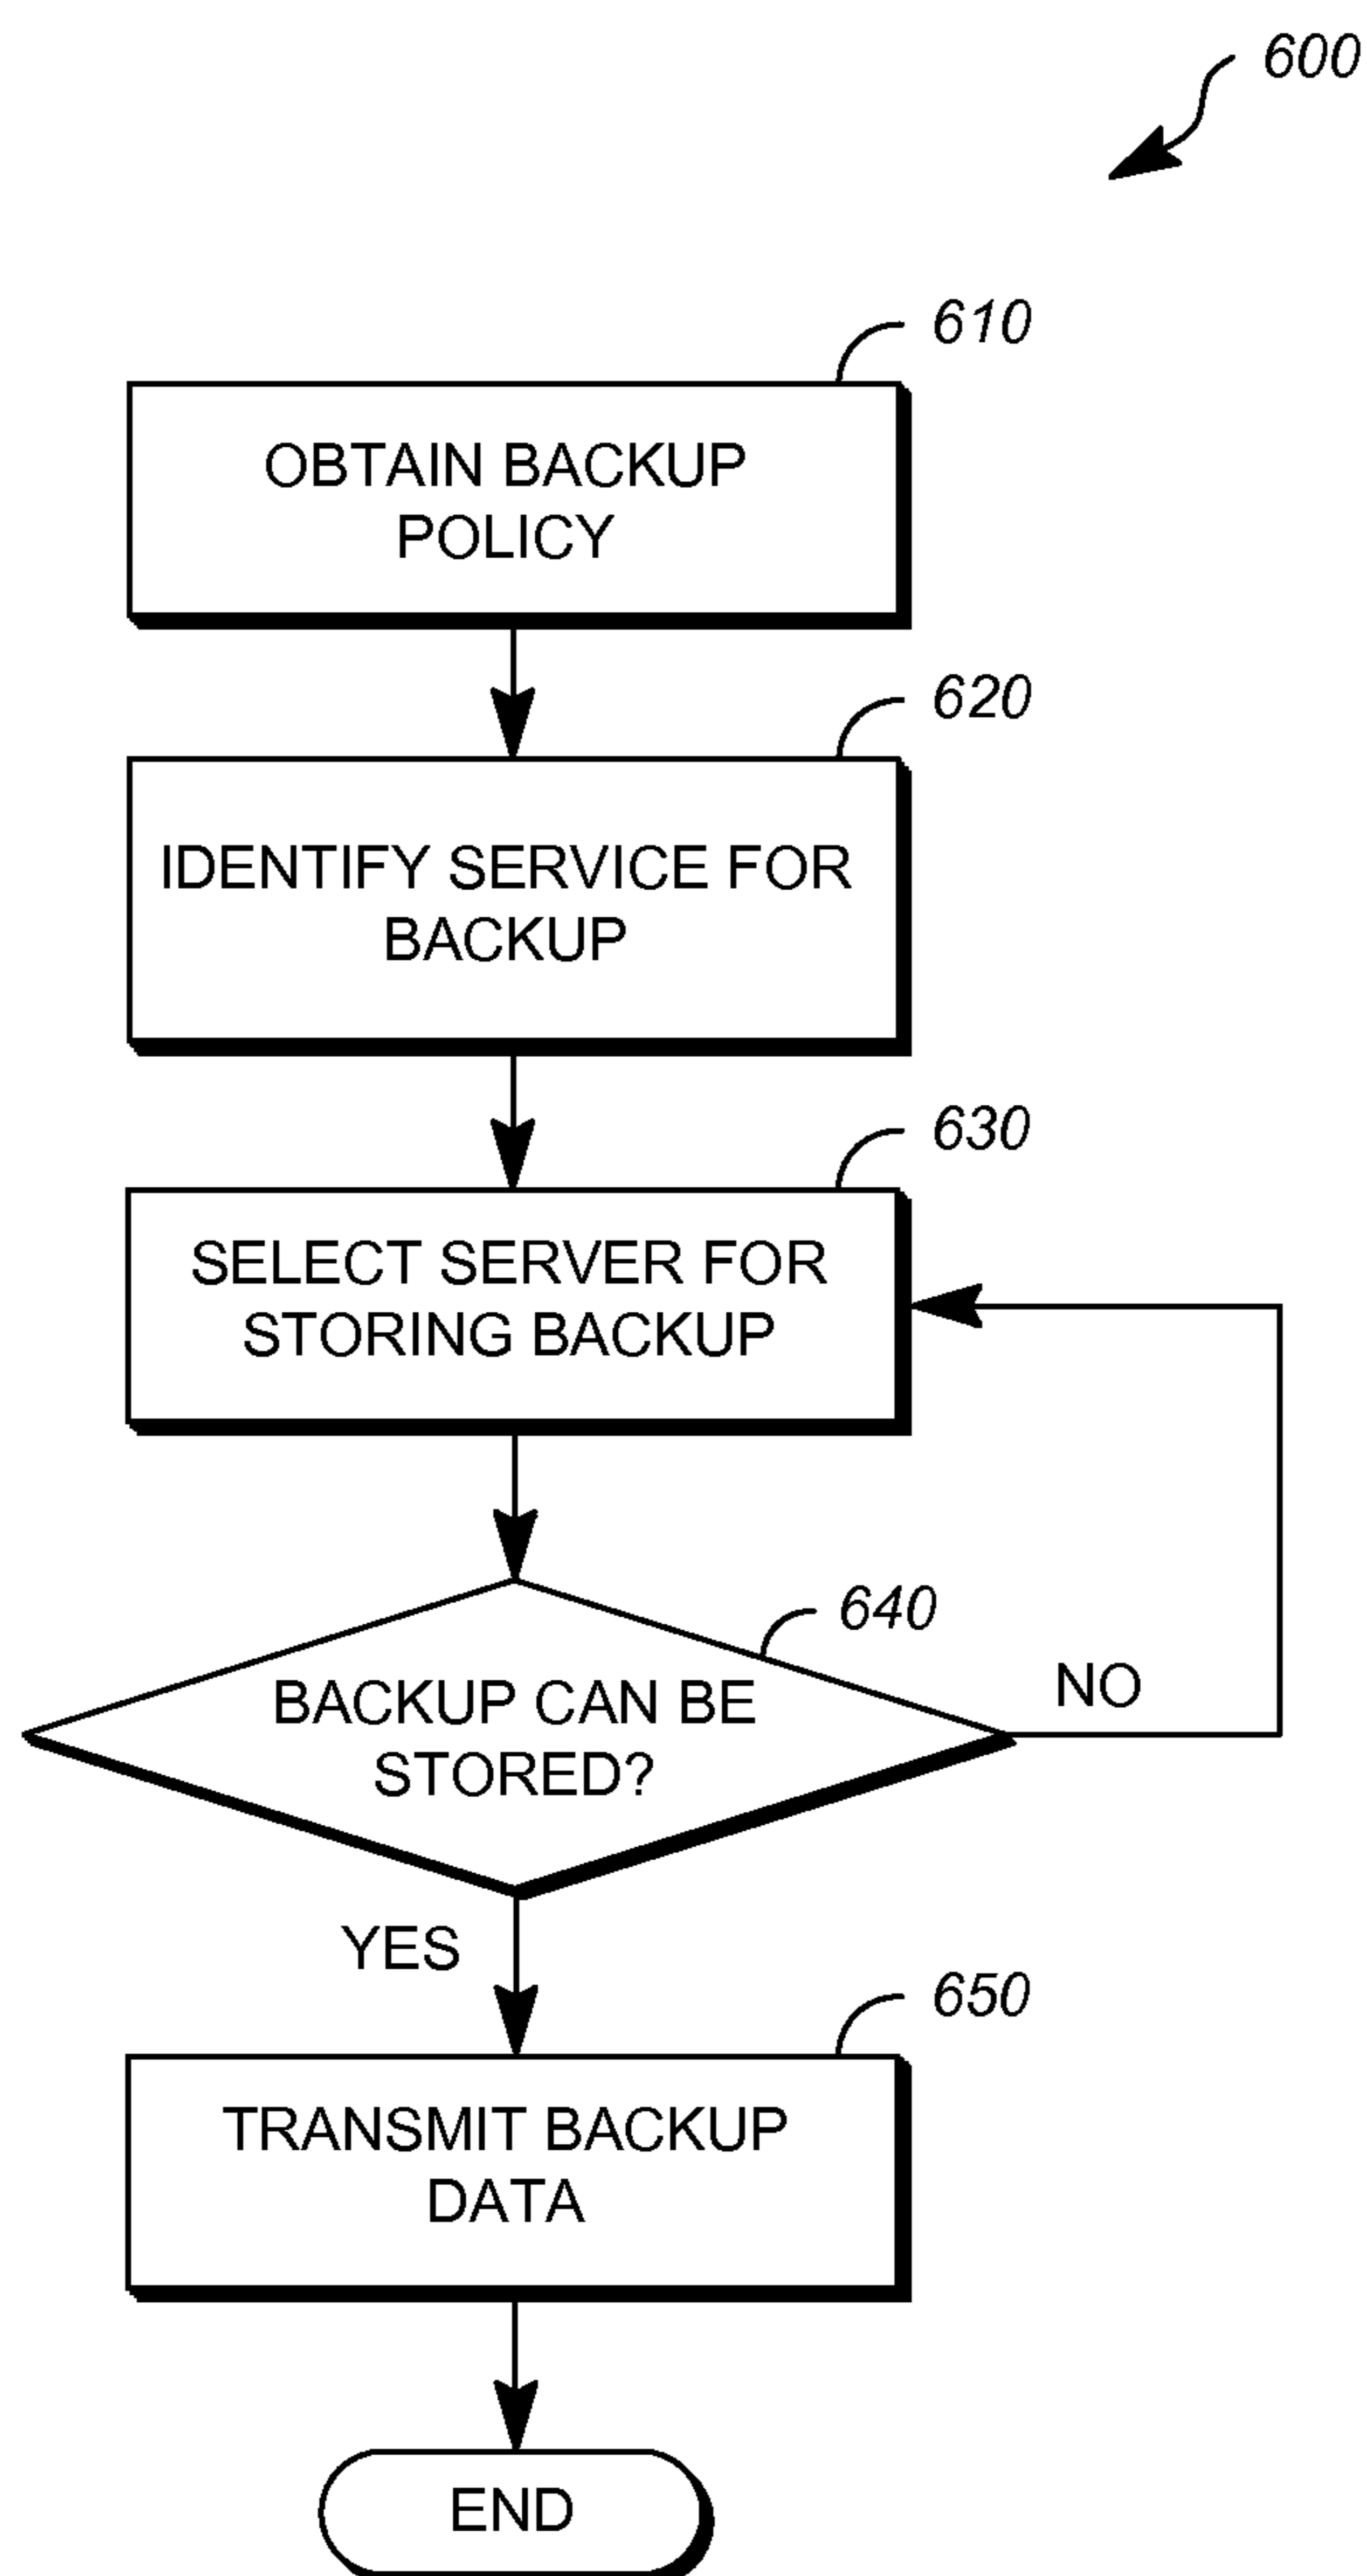 600
610
OBTAIN BACKUP
POLICY
620
IDENTIFY SERVICE FOR
BACKUP
630
SELECT SERVER FOR
STORING BACKUP
640
BACKUP CAN BE
STORED?
NO
YES
650
TRANSMIT BACKUP
DATA
END